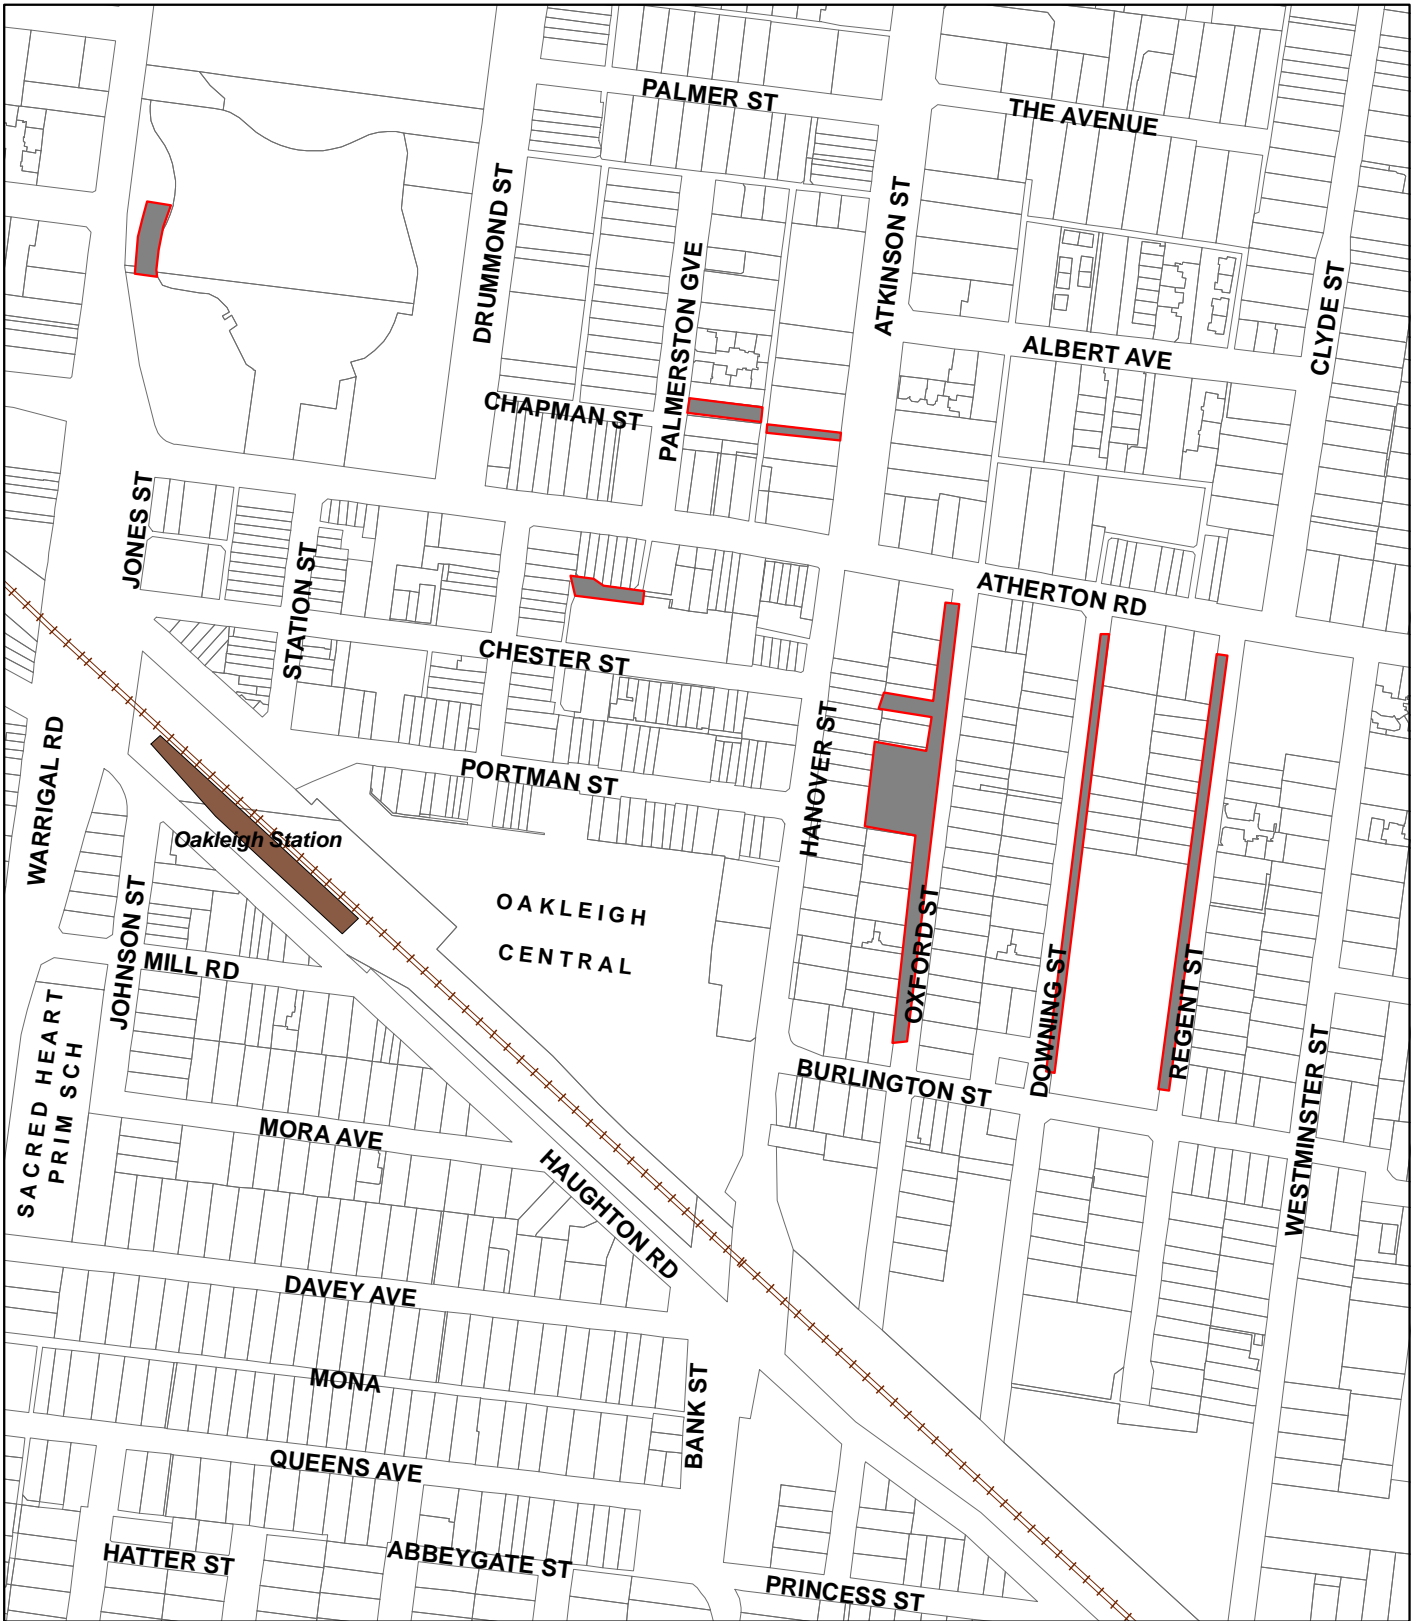 PALMER ST
THE AVENUE
DRUMMOND ST
ATKINSON ST
PALMERSTON GVE
CLYDE ST
ALBERT AVE
CHAPMAN ST
JONES ST
STATION ST
ATHERTON RD
CHESTER ST
HANOVER ST
WARRIGAL RD
PORTMAN ST
Oakleigh Station
OAKLEIGH
CENTRAL
JOHNSON ST
OXFORD ST
DOWNING ST
REGENT ST
MILL RD
SACRED HEART
PRIM SCH
BURLINGTON ST
WESTMINSTER ST
MORA AVE
HAUGHTON RD
DAVEY AVE
MONA
BANK ST
QUEENS AVE
HATTER ST
ABBEYGATE ST
PRINCESS ST